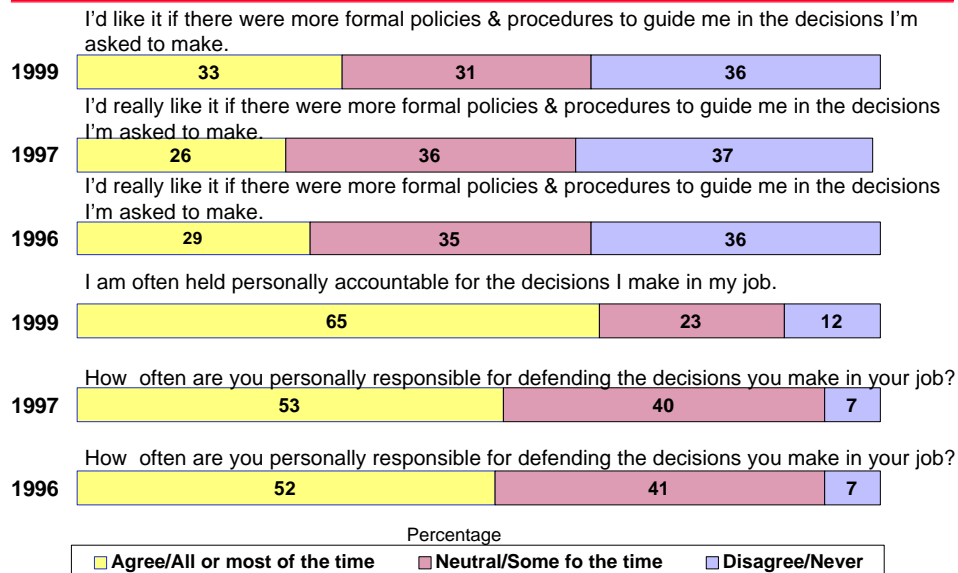 I’d like it if there were more formal policies & procedures to guide me in the decisions I’m
asked to make.
1999 33 31 36
I’d really like it if there were more formal policies & procedures to guide me in the decisions
I’m asked to make.
1997 26 36 37
I’d really like it if there were more formal policies & procedures to guide me in the decisions
I’m asked to make.
1996 29 35 36
I am often held personally accountable for the decisions I make in my job.
1999 65 23 12
How often are you personally responsible for defending the decisions you make in your job?
1997 53 40 7
How often are you personally responsible for defending the decisions you make in your job?
1996 52 41 7
Percentage
Agree/All or most of the time Neutral/Some fo the time Disagree/Never